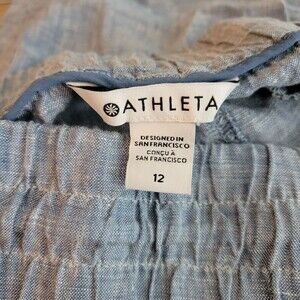 ATHLETA
DESIGNED IN
SAN FRANCISCO
CONÇU À
SAN FRANCISCO
12